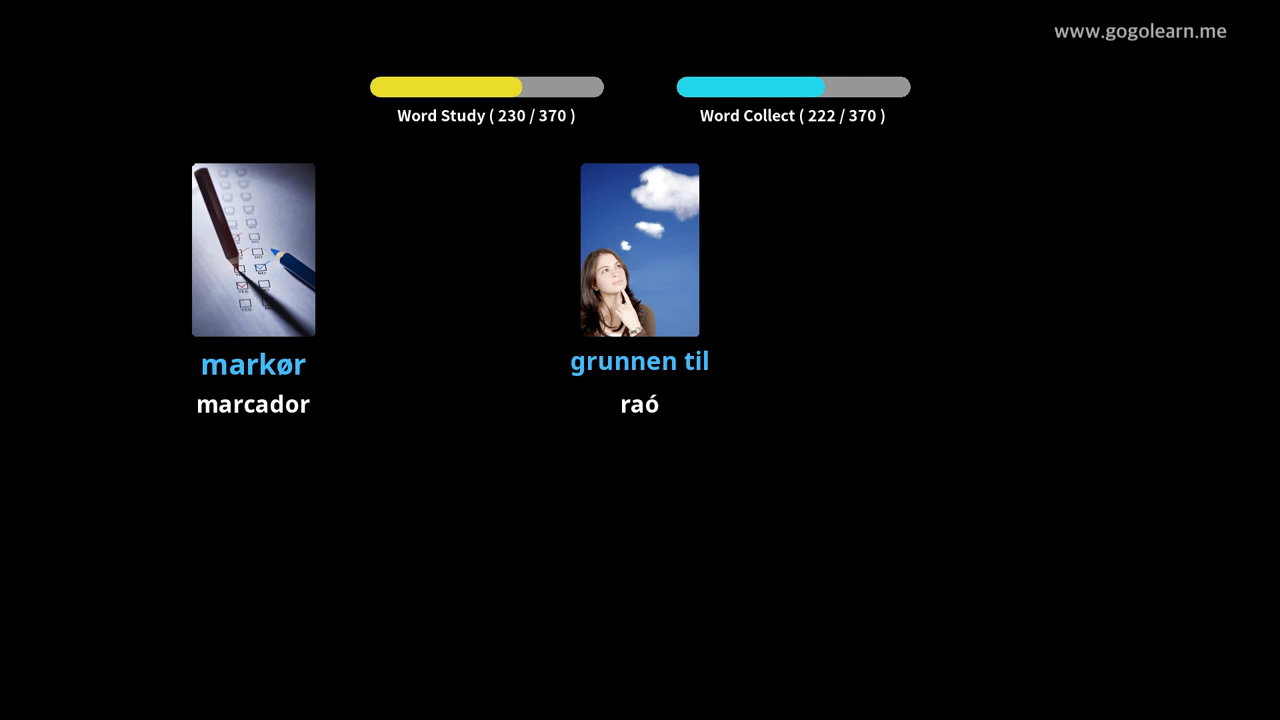 www.gogolearn.me
Word Study ( 230 / 370 )
Word Collect ( 222 / 370 )
markør
marcador
grunnen til
raó